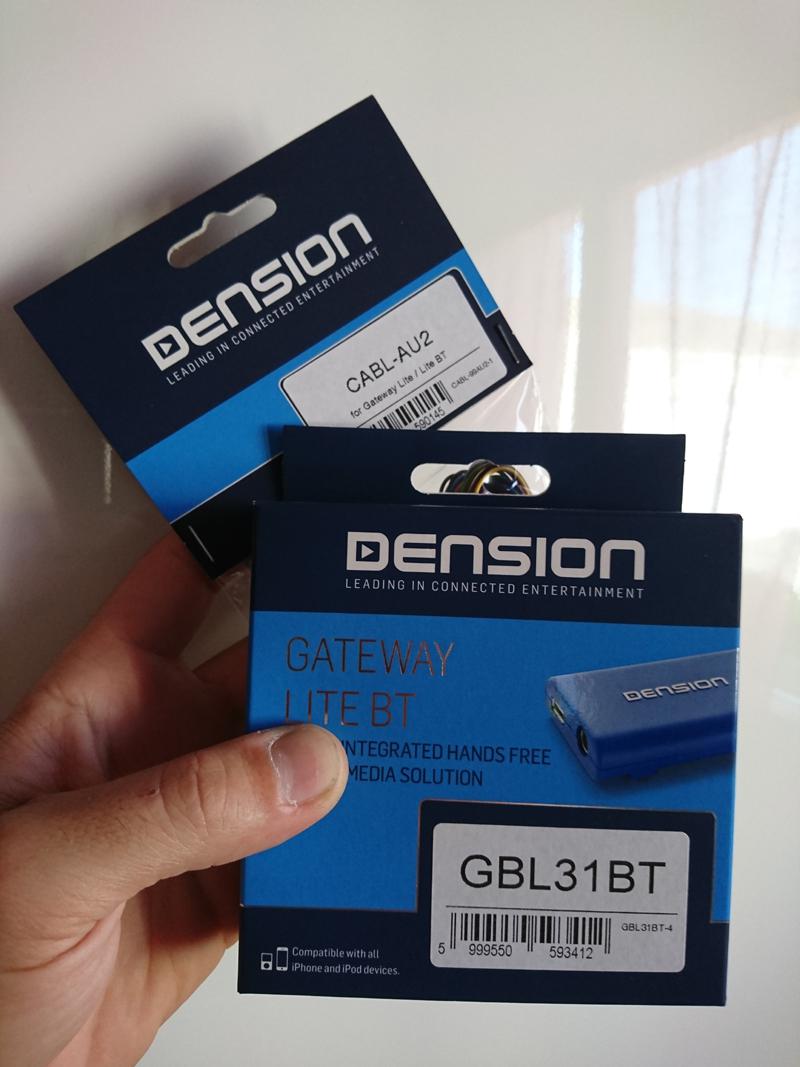 DENSION
LEADING IN CONNECTED ENTERTAINMENT
CABL-AU2
for Gateway Lite / Lite BT
590145
CABL-99AU2-1
DENSION
LEADING IN CONNECTED ENTERTAINMENT
GATEWAY
LITE BT
INTEGRATED HANDS FREE
MEDIA SOLUTION
DENSION
GBL31BT
GBL31BT-4
5 999550 593412
Compatible with all
iPhone and iPod devices.